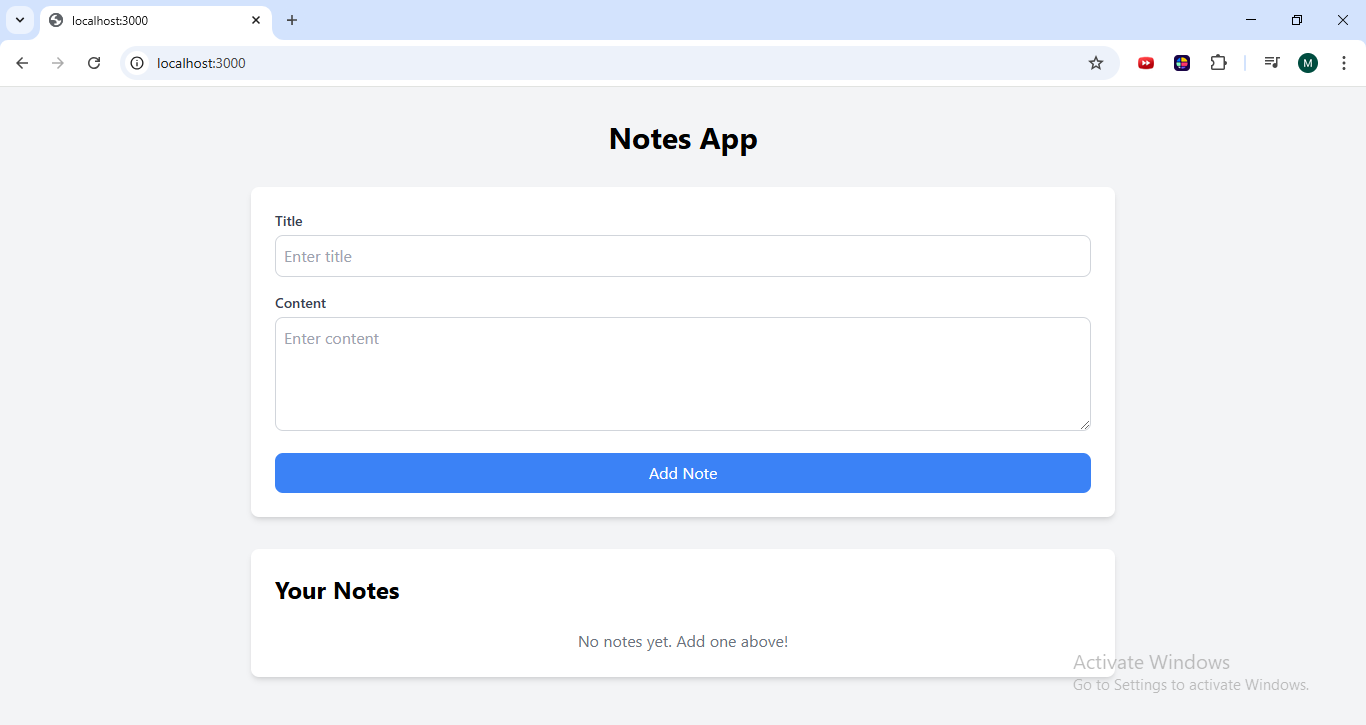 localhost:3000
localhost:3000
M
Notes App
Title
Enter title
Content
Enter content
Add Note
Your Notes
No notes yet. Add one above!
Activate Windows
Go to Settings to activate Windows.